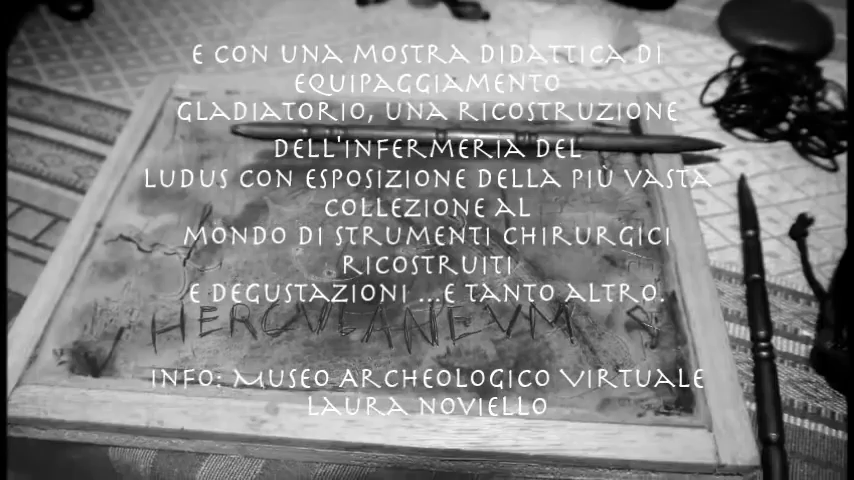 E CON UNA MOSTRA DIDATTICA DI
EQUIPAGGIAMENTO
GLADIATORIO, UNA RICOSTRUZIONE
DELL'INFERMERIA DEL
LUDUS CON ESPOSIZIONE DELLA PIÙ VASTA
COLLEZIONE AL
MONDO DI STRUMENTI CHIRURGICI
RICOSTRUITI
E DEGUSTAZIONI ...E TANTO ALTRO.
HERCULANEVM
INFO: MUSEO ARCHEOLOGICO VIRTUALE
LAURA NOVIELLO